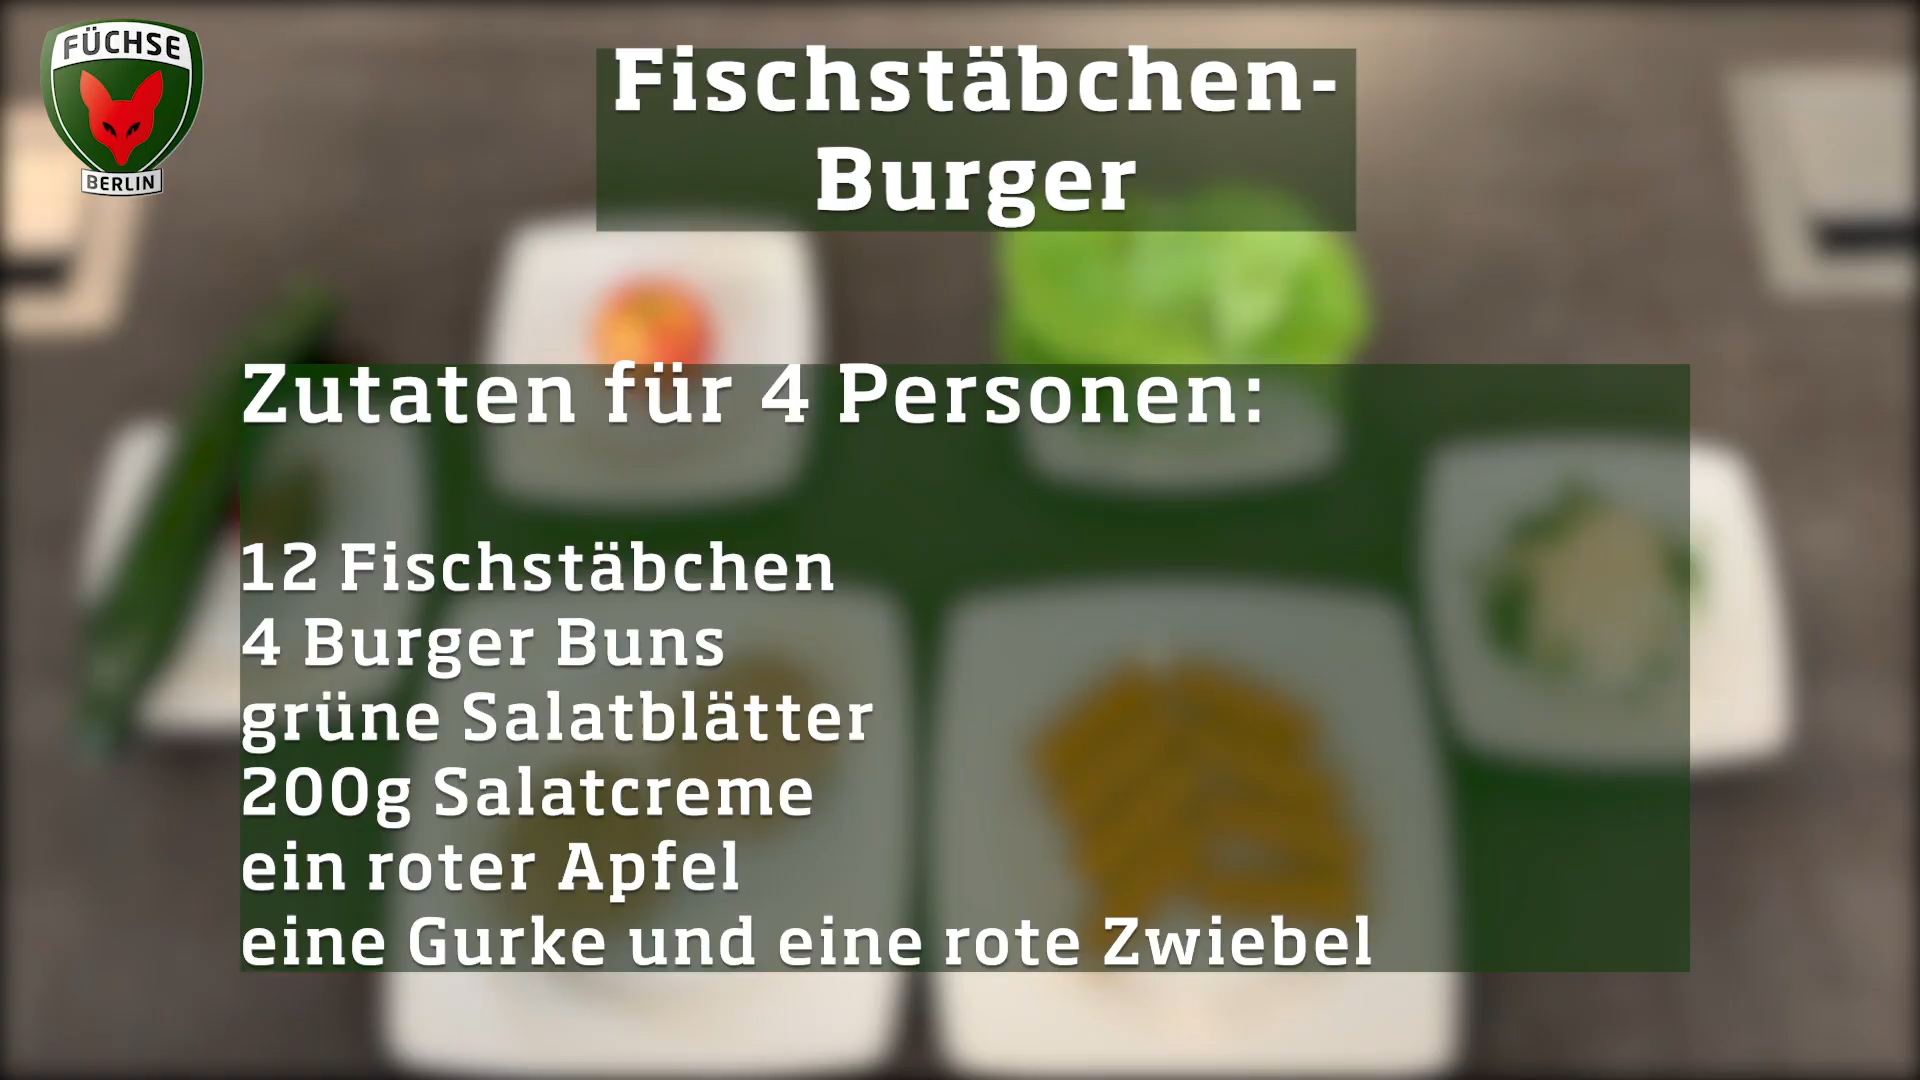 FÜCHSE
BERLIN
Fischstäbchen-
Burger
Zutaten für 4 Personen:
12 Fischstäbchen
4 Burger Buns
grüne Salatblätter
200g Salatcreme
ein roter Apfel
eine Gurke und eine rote Zwiebel